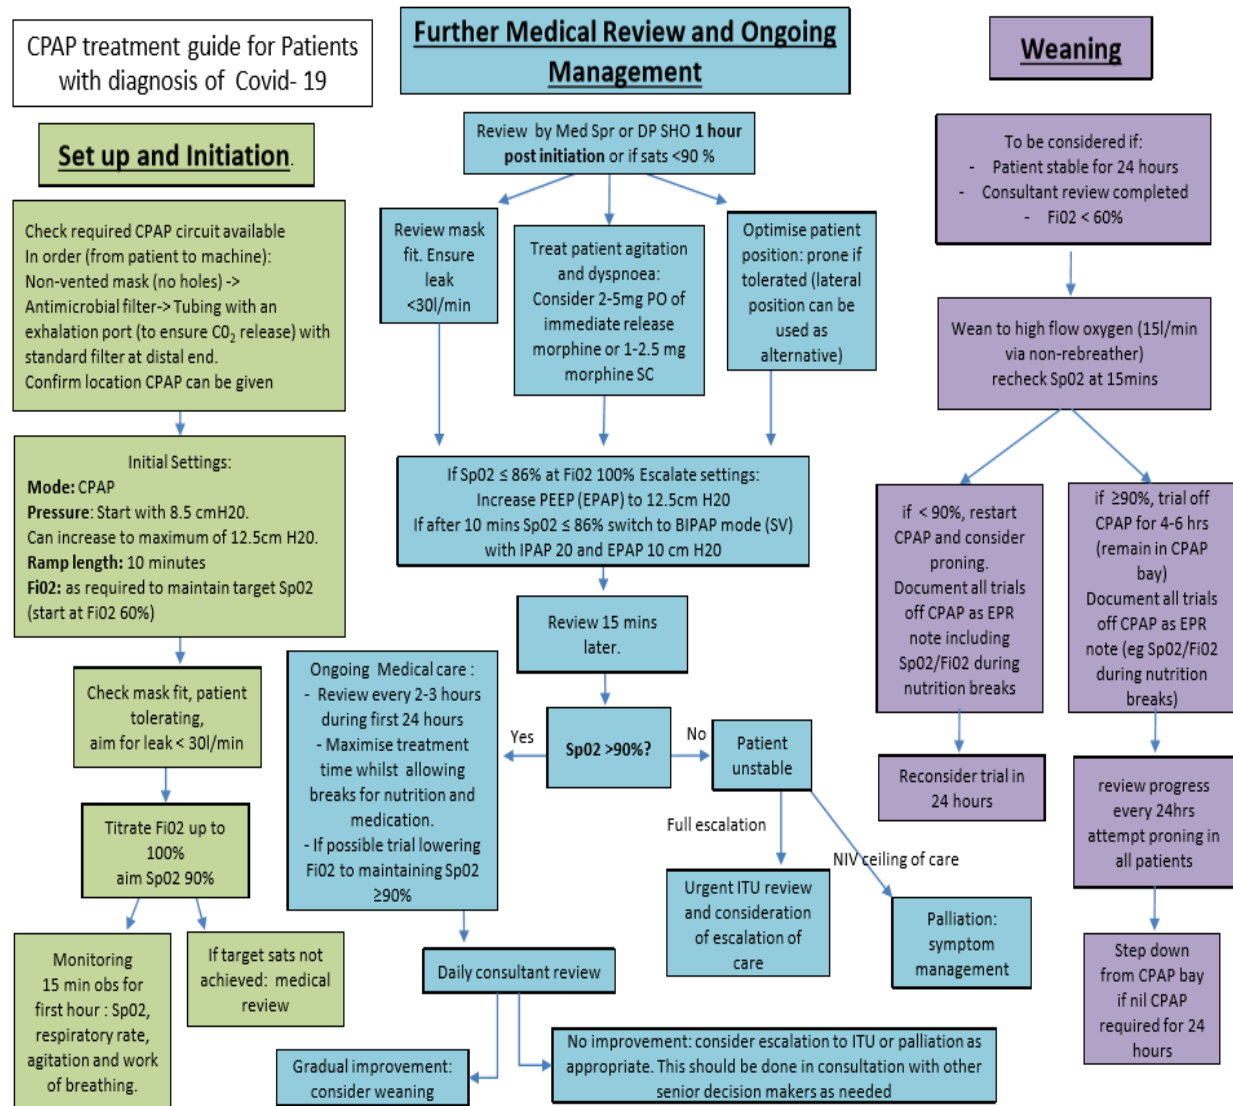 CPAP treatment guide for Patients
with diagnosis of Covid- 19
Set up and Initiation.
Check required CPAP circuit available
In order (from patient to machine):
Non-vented mask (no holes) ->
Antimicrobial filter-> Tubing with an
exhalation port (to ensure CO₂ release) with
standard filter at distal end.
Confirm location CPAP can be given
Initial Settings:
Mode: CPAP
Pressure: Start with 8.5 cmH20.
Can increase to maximum of 12.5cm H20.
Ramp length: 10 minutes
Fi02: as required to maintain target Sp02
(start at Fi02 60%)
Check mask fit, patient
tolerating,
aim for leak < 30l/min
Titrate Fi02 up to
100%
aim Sp02 90%
Monitoring
15 min obs for
first hour : Sp02,
respiratory rate,
agitation and work
of breathing.
If target sats not
achieved: medical
review
Further Medical Review and Ongoing
Management
Review by Med Spr or DP SHO 1 hour
post initiation or if sats <90 %
Review mask
fit. Ensure
leak
<30l/min
Treat patient agitation
and dyspnoea:
Consider 2-5mg PO of
immediate release
morphine or 1-2.5 mg
morphine SC
Optimise patient
position: prone if
tolerated (lateral
position can be
used as
alternative)
If Sp02 ≤ 86% at Fi02 100% Escalate settings:
Increase PEEP (EPAP) to 12.5cm H20
If after 10 mins Sp02 ≤ 86% switch to BIPAP mode (SV)
with IPAP 20 and EPAP 10 cm H20
Review 15 mins
later.
Sp02 >90%?
Yes
No
Ongoing Medical care :
- Review every 2-3 hours
during first 24 hours
- Maximise treatment
time whilst allowing
breaks for nutrition and
medication.
- If possible trial lowering
Fi02 to maintaining Sp02
≥90%
Patient
unstable
Full escalation
NIV ceiling of care
Urgent ITU review
and consideration
of escalation of
care
Palliation:
symptom
management
Daily consultant review
Gradual improvement:
consider weaning
No improvement: consider escalation to ITU or palliation as
appropriate. This should be done in consultation with other
senior decision makers as needed
Weaning
To be considered if:
- Patient stable for 24 hours
- Consultant review completed
- Fi02 < 60%
Wean to high flow oxygen (15l/min
via non-rebreather)
recheck Sp02 at 15mins
if < 90%, restart
CPAP and consider
proning.
Document all trials
off CPAP as EPR
note including
Sp02/Fi02 during
nutrition breaks
Reconsider trial in
24 hours
if ≥90%, trial off
CPAP for 4-6 hrs
(remain in CPAP
bay)
Document all trials
off CPAP as EPR
note (eg Sp02/Fi02
during nutrition
breaks)
review progress
every 24hrs
attempt proning in
all patients
Step down
from CPAP bay
if nil CPAP
required for 24
hours